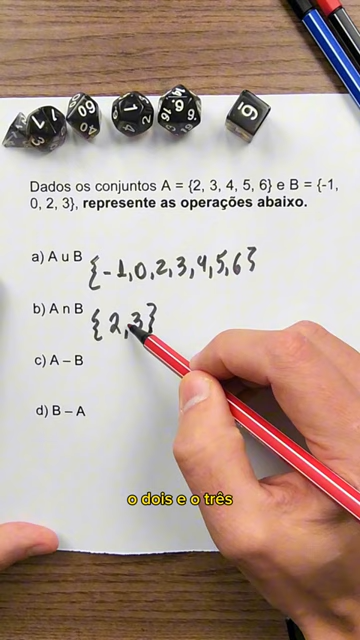 Dados os conjuntos A = {2, 3, 4, 5, 6} e B = {-1,
0, 2, 3}, represente as operações abaixo.
a) A u B {-1,0,2,3,4,5,6}
b) A n B {2,3}
c) A – B
d) B – A
o dois e o três